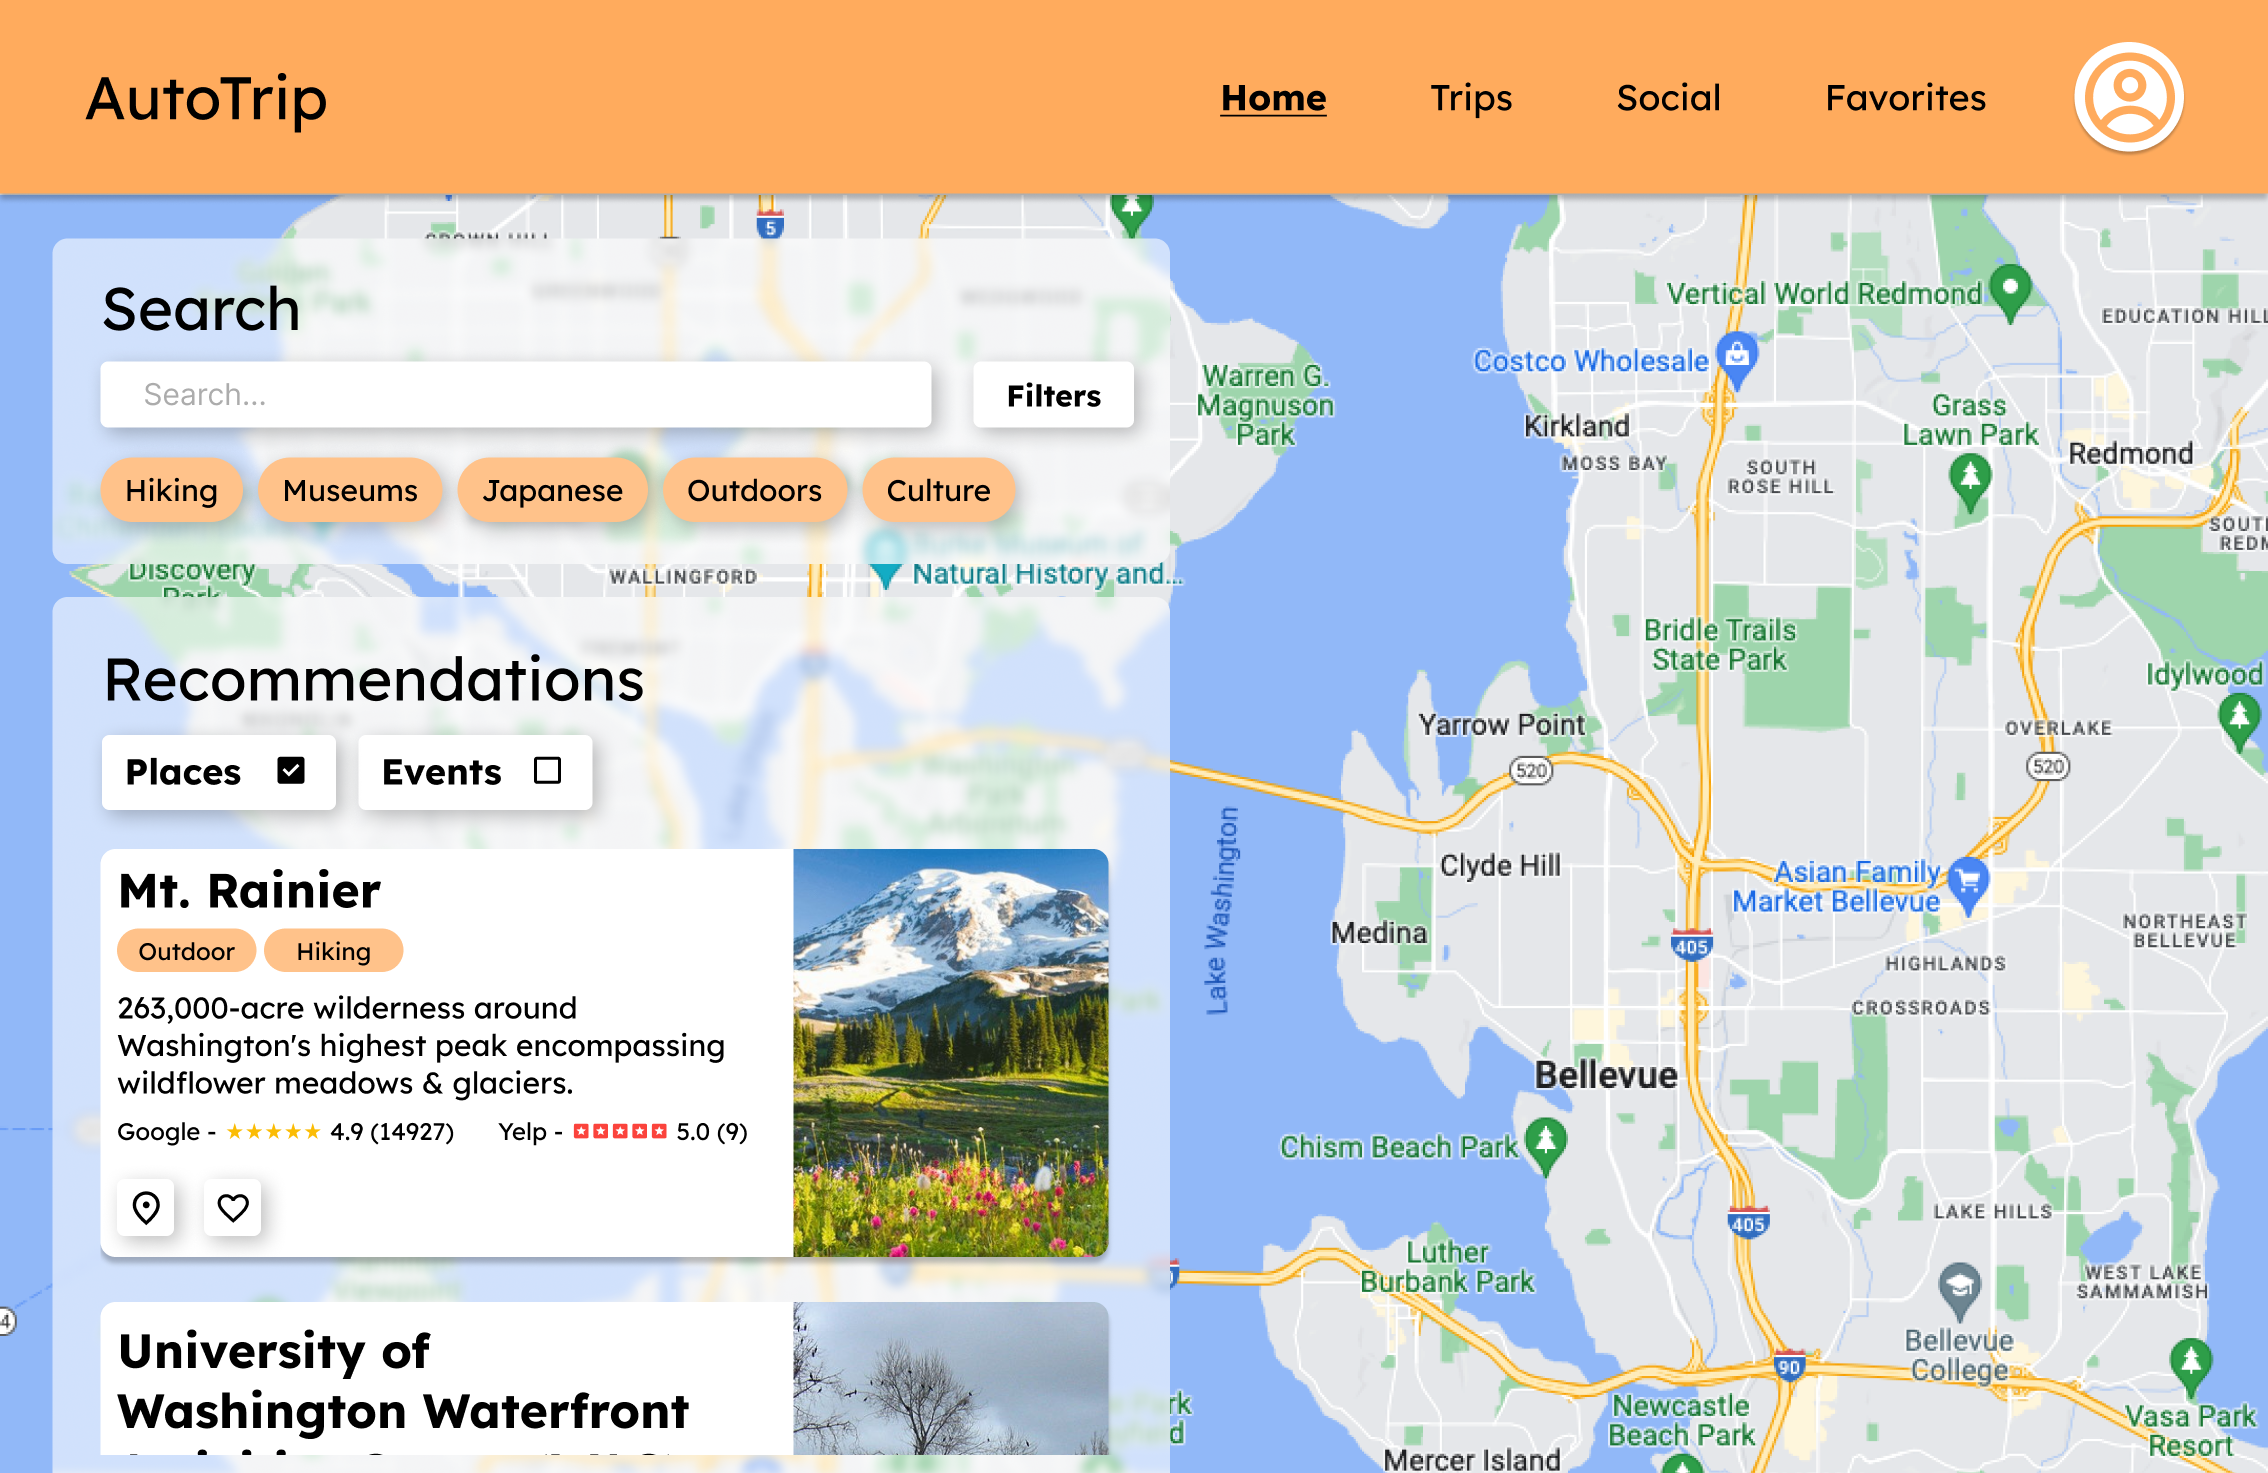 AutoTrip
Home
Trips
Social
Favorites
Search
Search...
Filters
Hiking
Museums
Japanese
Outdoors
Culture
Recommendations
Places
Events
Mt. Rainier
Outdoor
Hiking
263,000-acre wilderness around
Washington's highest peak encompassing
wildflower meadows & glaciers.
Google - ★★★★★ 4.9 (14927)
Yelp - 5.0 (9)
University of
Washington Waterfront
5
Discovery
Park
WALLINGFORD
Natural History and...
Warren G.
Magnuson
Park
Vertical World Redmond
EDUCATION HILL
Costco Wholesale
Kirkland
MOSS BAY
SOUTH
ROSE HILL
Grass
Lawn Park
Redmond
Bridle Trails
State Park
Idylwood
Yarrow Point
520
OVERLAKE
520
Lake Washington
Clyde Hill
Asian Family
Market Bellevue
Medina
405
NORTHEAST
BELLEVUE
HIGHLANDS
CROSSROADS
Bellevue
Chism Beach Park
405
LAKE HILLS
Luther
Burbank Park
WEST LAKE
SAMMAMISH
Bellevue
College
90
Newcastle
Beach Park
Vasa Park
Resort
Mercer Island